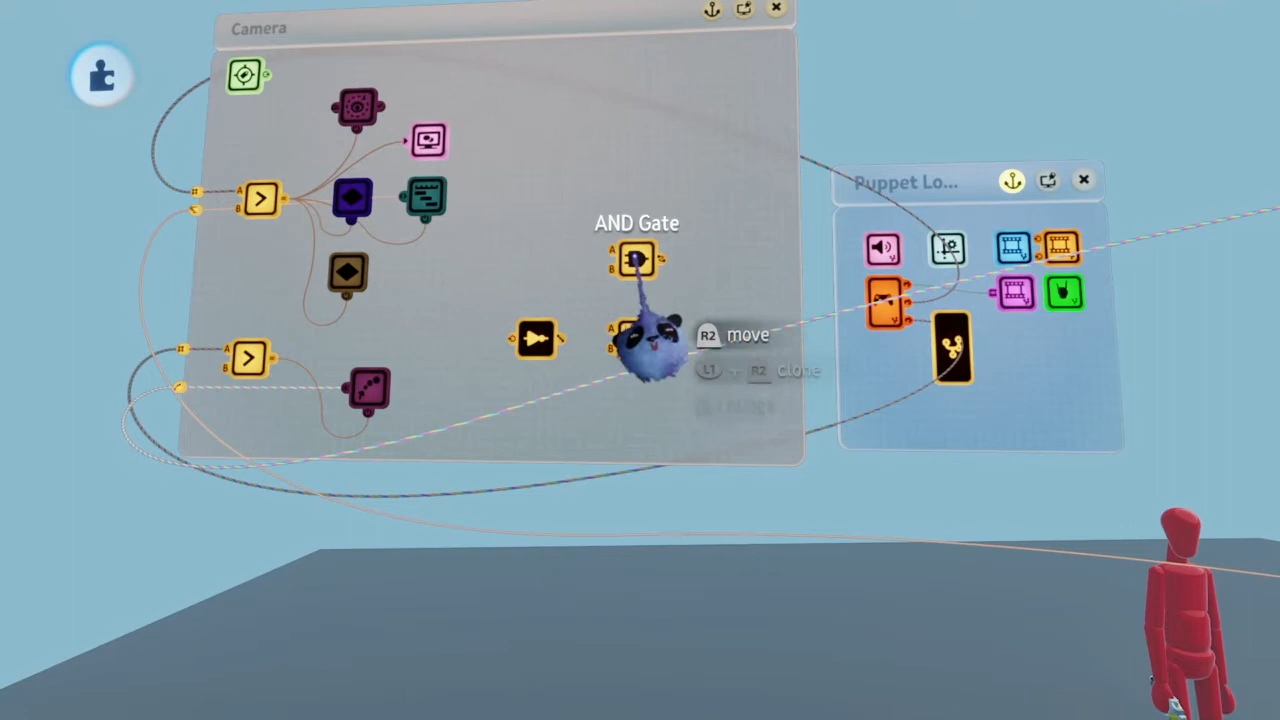 Camera
Puppet Lo...
AND Gate
A
B
A
B
A
B
A
B
R2 move
L1 + R2 clone